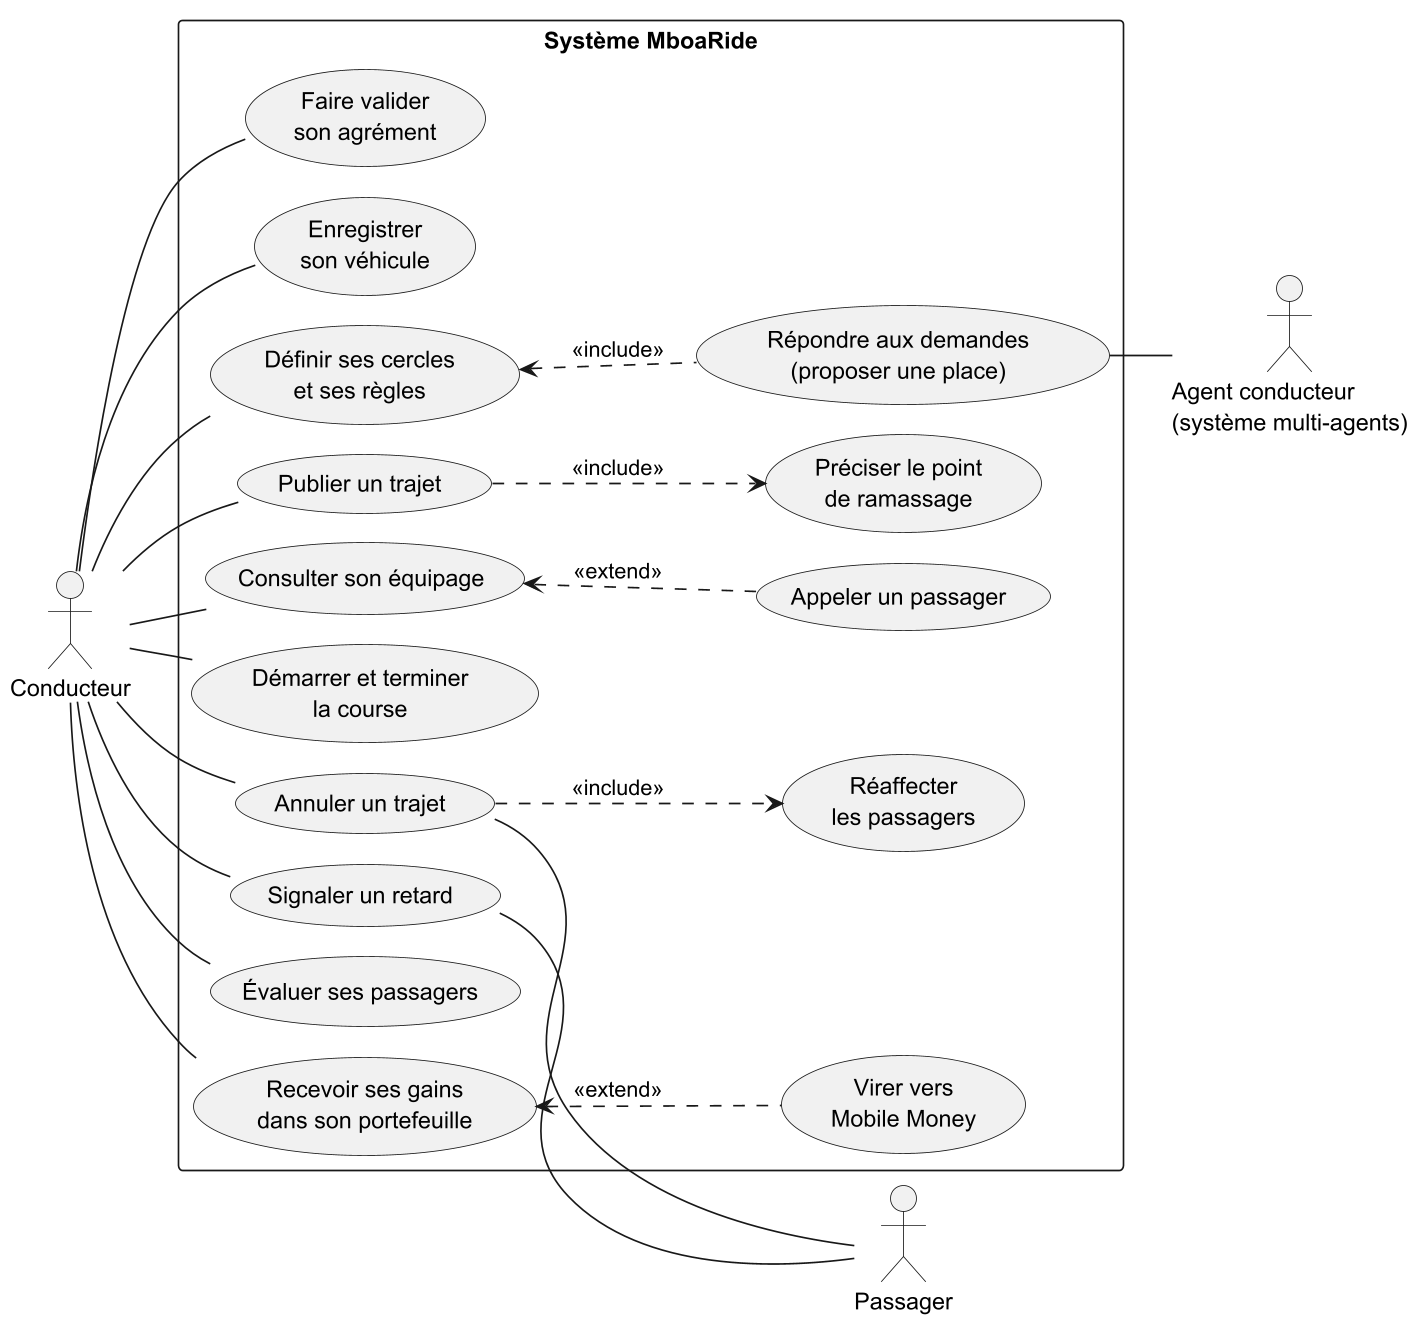 Système MboaRide
Faire valider
son agrément
Enregistrer
son véhicule
Définir ses cercles
et ses règles
«include»
Répondre aux demandes
(proposer une place)
Agent conducteur
(système multi-agents)
Publier un trajet
«include»
Préciser le point
de ramassage
Consulter son équipage
«extend»
Appeler un passager
Conducteur
Démarrer et terminer
la course
Annuler un trajet
«include»
Réaffecter
les passagers
Signaler un retard
Évaluer ses passagers
Recevoir ses gains
dans son portefeuille
«extend»
Virer vers
Mobile Money
Passager